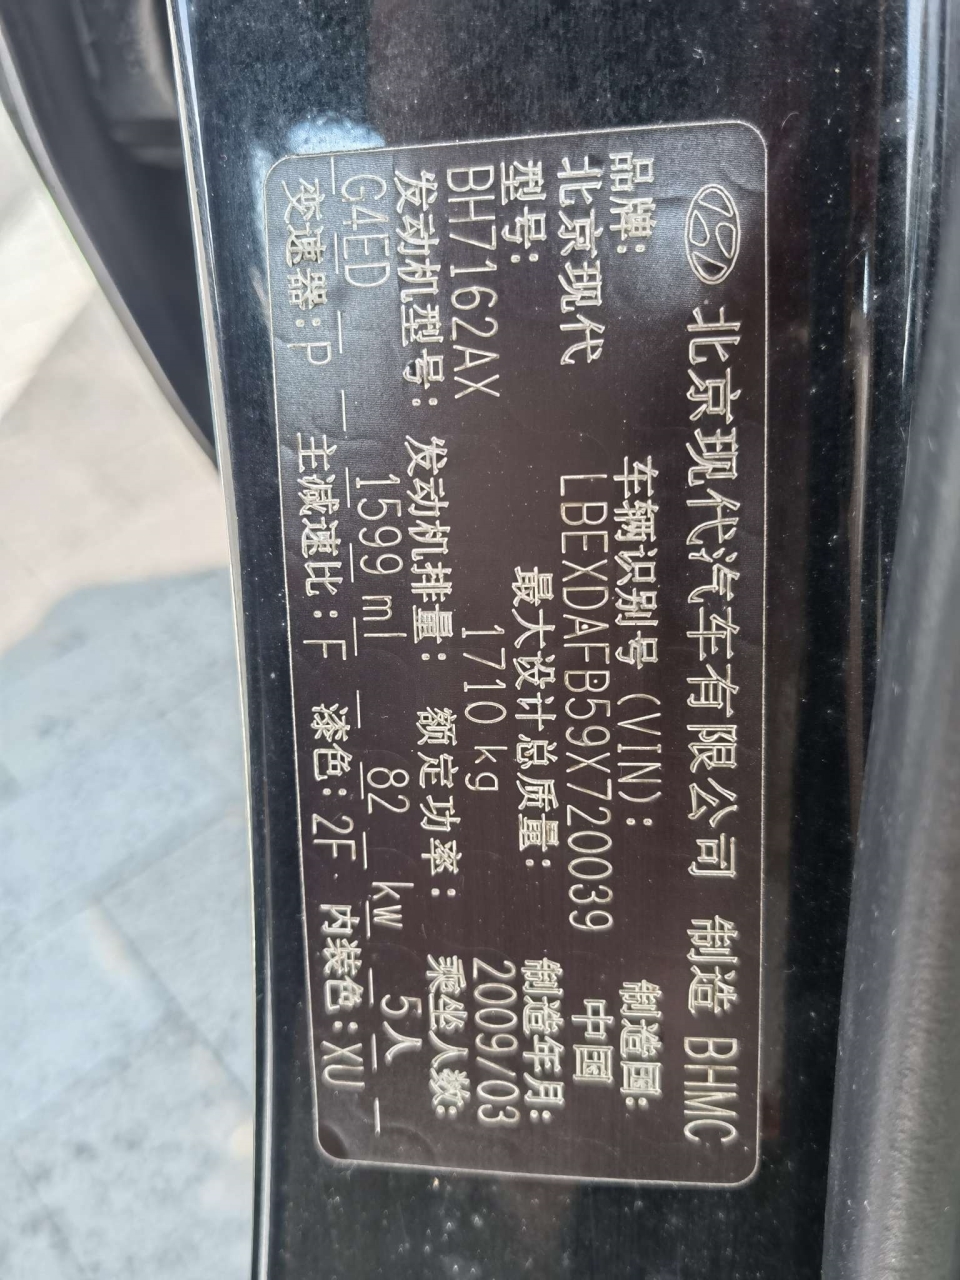 北京现代汽车有限公司 制造 BHMC
品牌: 车辆识别号(VIN): 制造国:
北京现代 LBEXDAFB59X720039 中国
型号: 最大设计总质量: 制造年月:
BH7162AX 1710 kg 2009/03
发动机型号: 发动机排量: 额定功率: 乘坐人数:
G4ED 1599 ml 82 kW 5人
变速器:P 主减速比:F 漆色:2F 内装色:XU